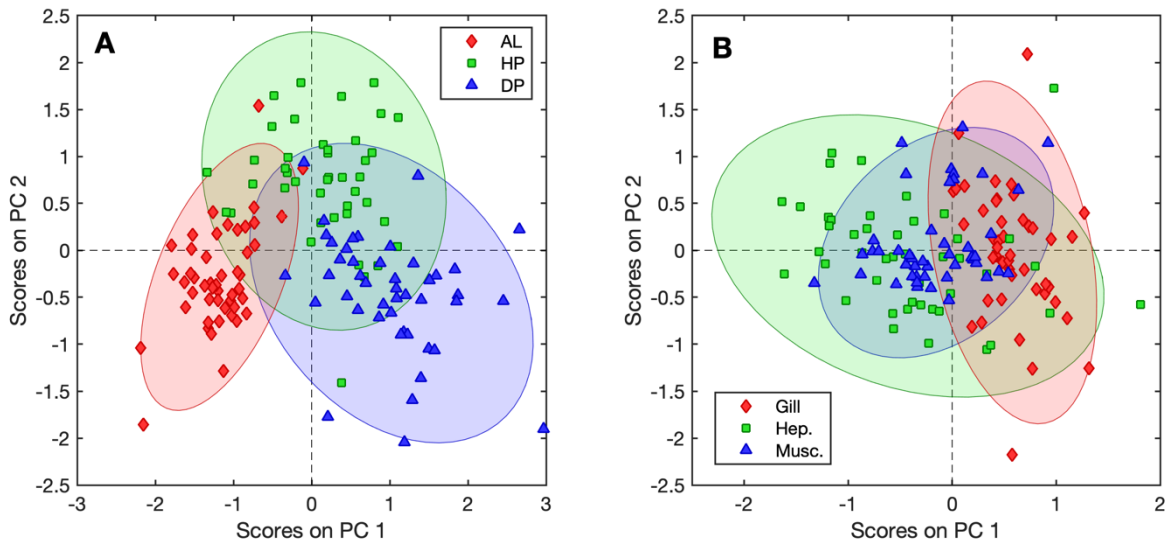 A
AL
HP
DP
2.5
2
1.5
1
0.5
0
-0.5
-1
-1.5
-2
-2.5
Scores on PC 2
-3 -2 -1 0 1 2 3
Scores on PC 1
B
2.5
2
1.5
1
0.5
0
-0.5
-1
-1.5
-2
-2.5
Scores on PC 2
Gill
Hep.
Musc.
-2 -1 0 1 2
Scores on PC 1